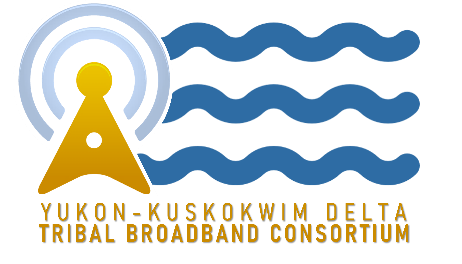 YUKON-KUSKOKWIM DELTA
TRIBAL BROADBAND CONSORTIUM